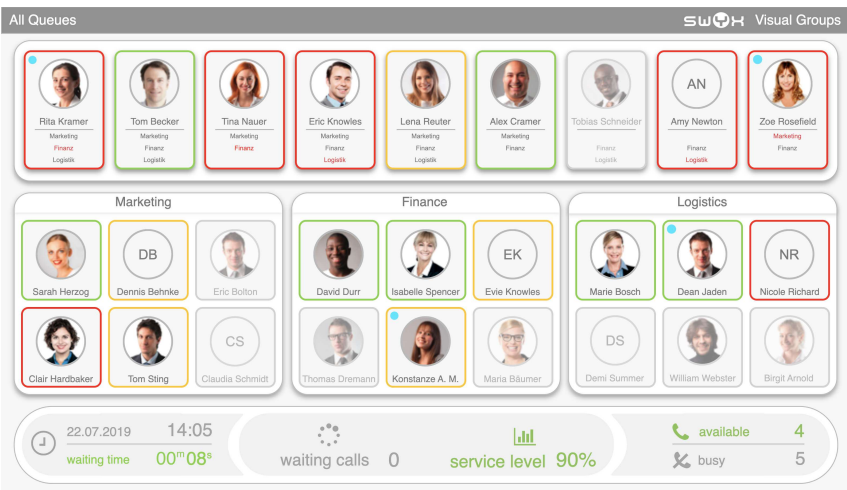 All Queues
swyx Visual Groups
Rita Kramer
Marketing
Finanz
Logistik
Tom Becker
Marketing
Finanz
Logistik
Tina Nauer
Marketing
Finanz
Eric Knowles
Marketing
Finanz
Logistik
Lena Reuter
Marketing
Finanz
Logistik
Alex Cramer
Marketing
Finanz
Tobias Schneider
Finanz
Logistik
AN
Amy Newton
Finanz
Logistik
Zoe Rosefield
Marketing
Finanz
Marketing
Sarah Herzog
DB
Dennis Behnke
Eric Bolton
Clair Hardbaker
Tom Sting
CS
Claudia Schmidt
Finance
David Durr
Isabelle Spencer
EK
Evie Knowles
Thomas Dremann
Konstanze A. M.
Maria Bäumer
Logistics
Marie Bosch
Dean Jaden
NR
Nicole Richard
DS
Demi Summer
William Webster
Birgit Arnold
22.07.2019 14:05
waiting time 00m08s
waiting calls 0
service level 90%
available 4
busy 5